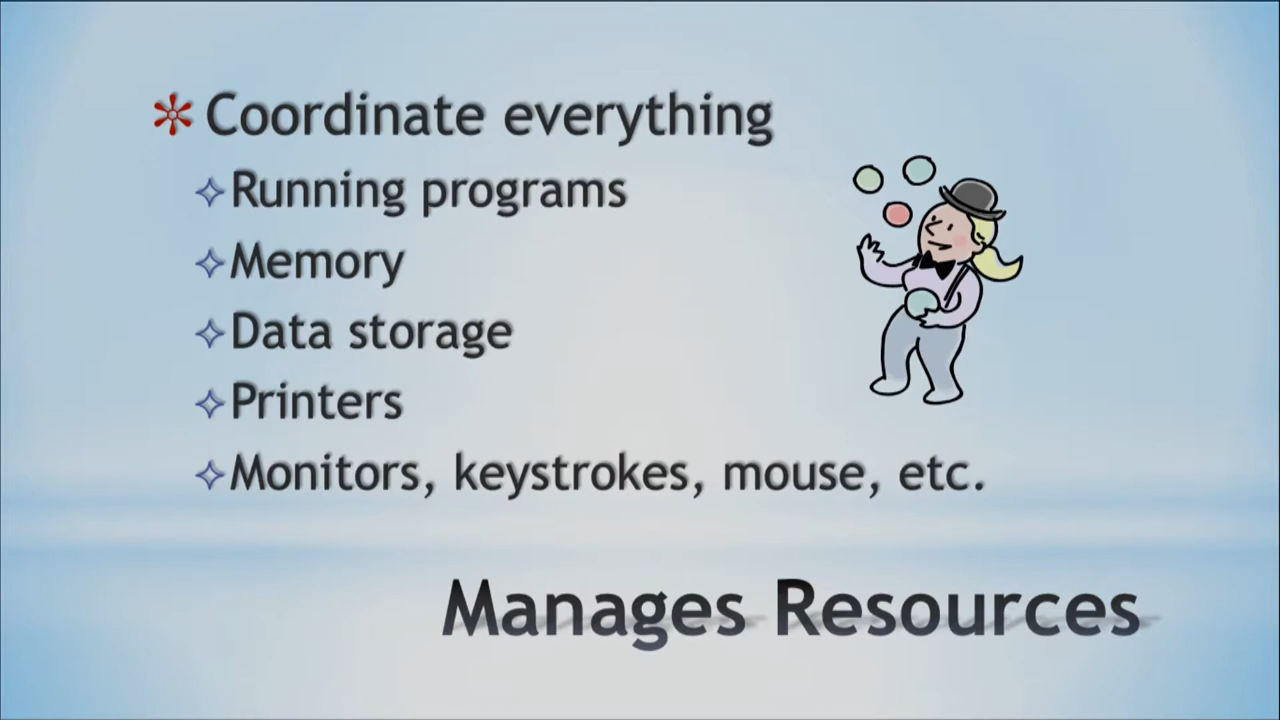 Coordinate everything
Running programs
Memory
Data storage
Printers
Monitors, keystrokes, mouse, etc.
Manages Resources